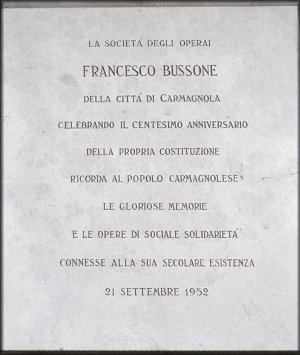 LA SOCIETÀ DEGLI OPERAI
FRANCESCO BUSSONE
DELLA CITTÀ DI CARMAGNOLA
CELEBRANDO IL CENTESIMO ANNIVERSARIO
DELLA PROPRIA COSTITUZIONE
RICORDA AL POPOLO CARMAGNOLESE
LE GLORIOSE MEMORIE
E LE OPERE DI SOCIALE SOLIDARIETÀ
CONNESSE ALLA SUA SECOLARE ESISTENZA
21 SETTEMBRE 1952